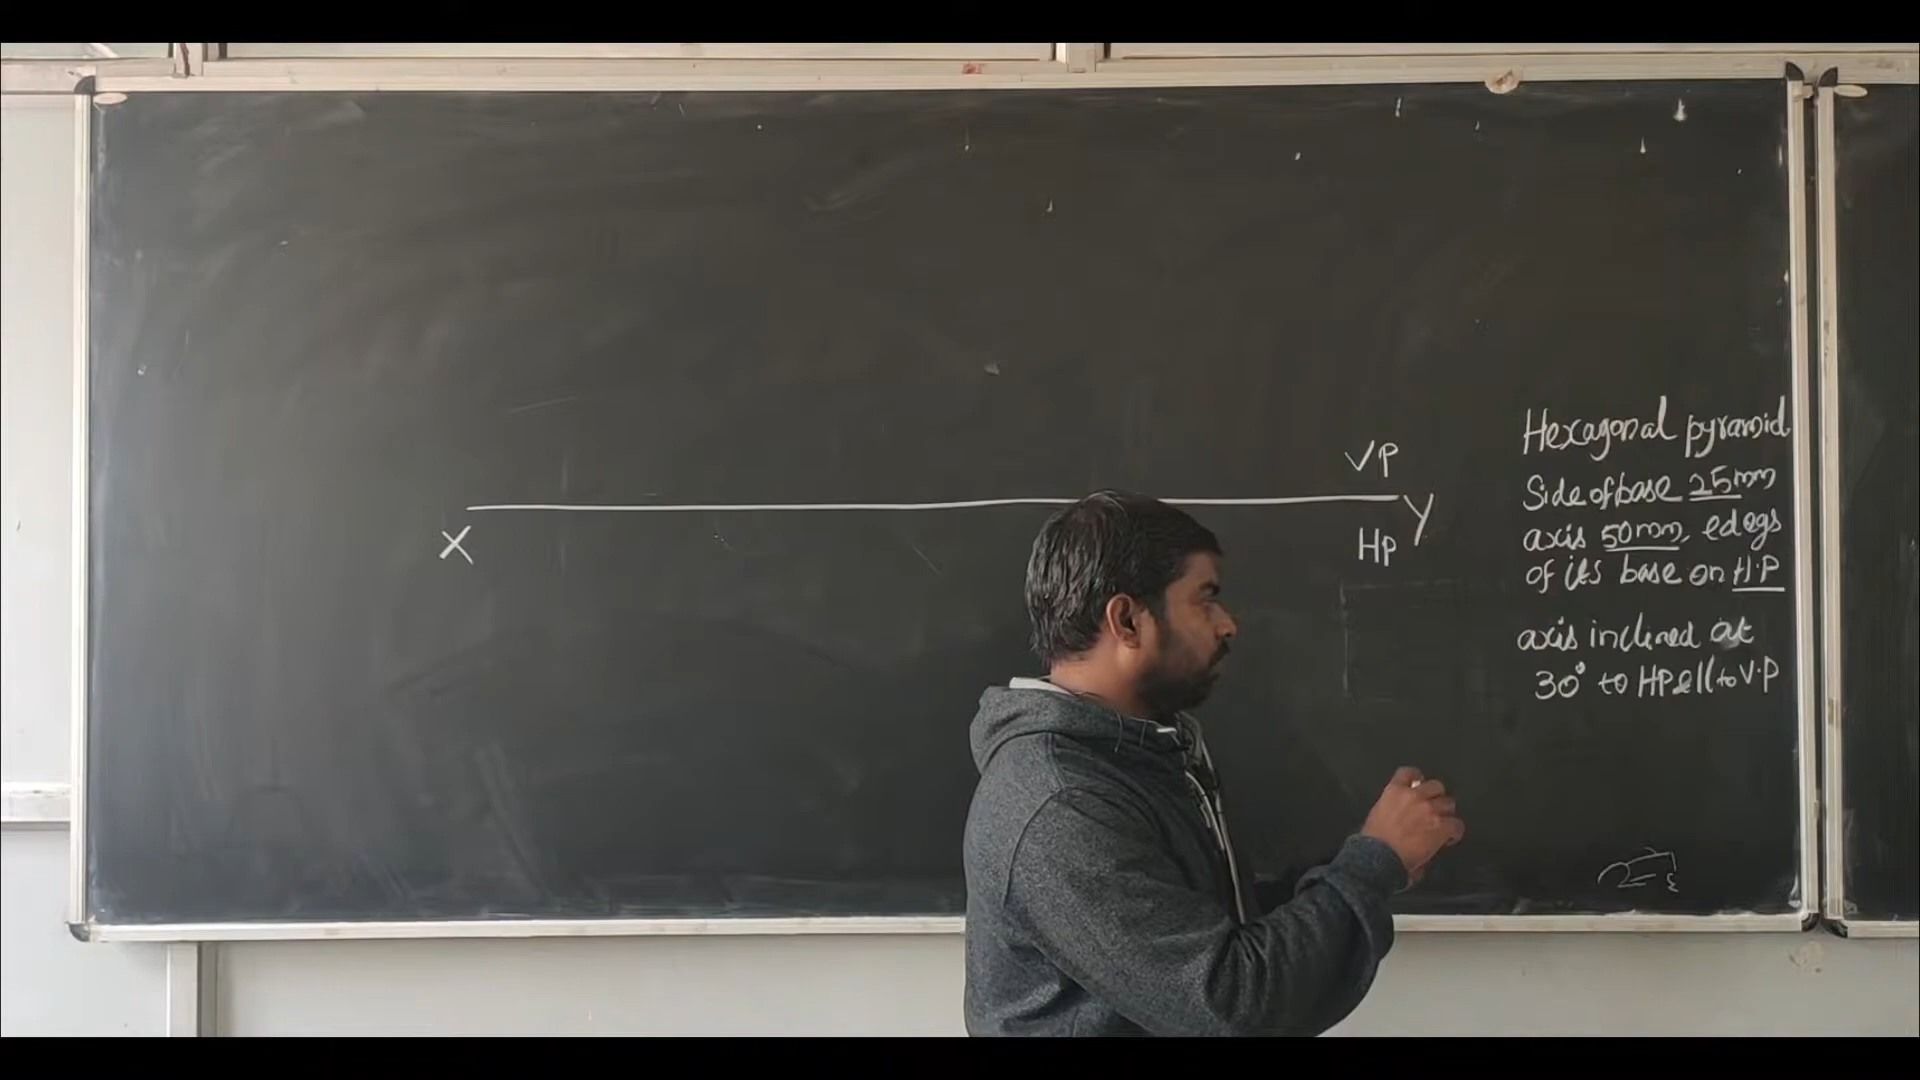 VP
X
Y
HP
Hexagonal pyramid
Side of base 25mm
axis 50mm, edegs
of its base on H.P
axis inclined at
30° to HP & || to V.P